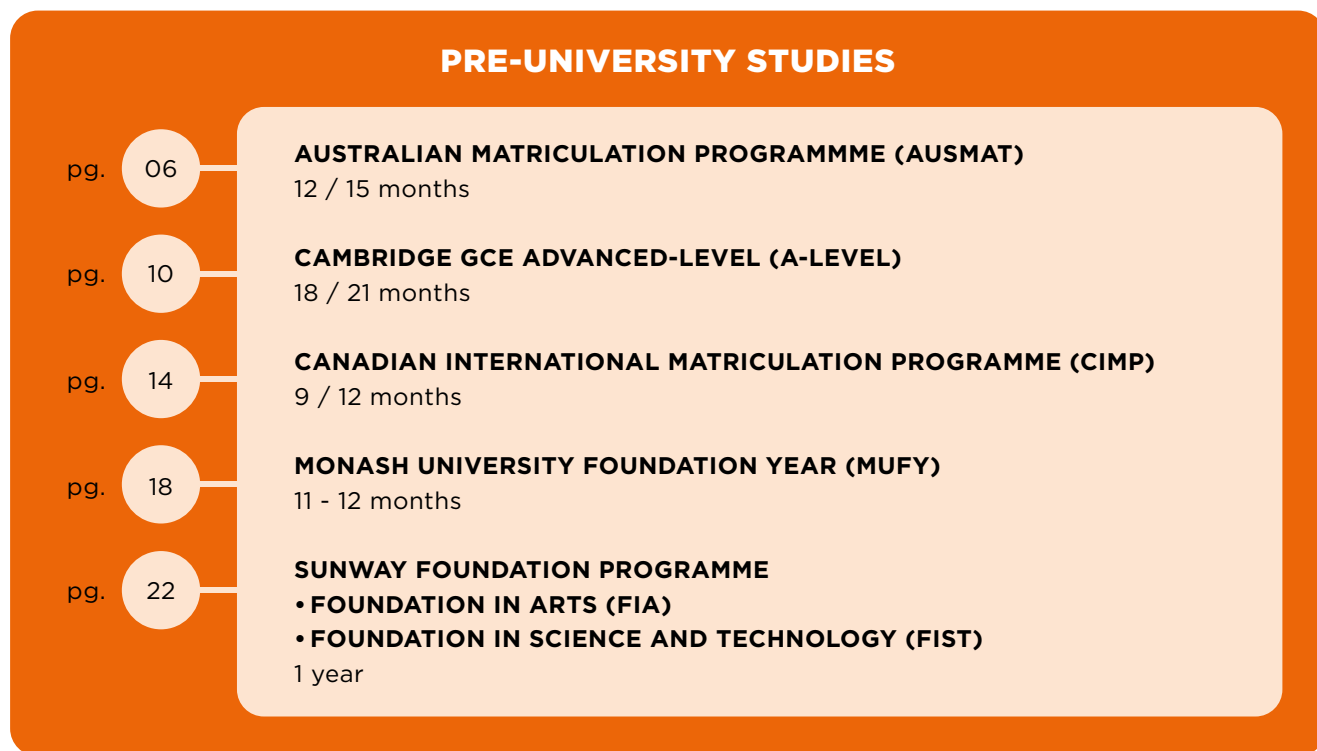 PRE-UNIVERSITY STUDIES
pg. 06
AUSTRALIAN MATRICULATION PROGRAMMME (AUSMAT)
12 / 15 months
pg. 10
CAMBRIDGE GCE ADVANCED-LEVEL (A-LEVEL)
18 / 21 months
pg. 14
CANADIAN INTERNATIONAL MATRICULATION PROGRAMME (CIMP)
9 / 12 months
pg. 18
MONASH UNIVERSITY FOUNDATION YEAR (MUFY)
11 - 12 months
pg. 22
SUNWAY FOUNDATION PROGRAMME
• FOUNDATION IN ARTS (FIA)
• FOUNDATION IN SCIENCE AND TECHNOLOGY (FIST)
1 year